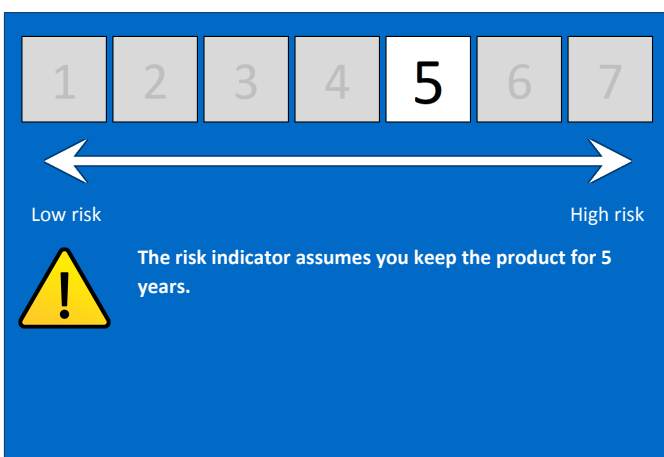 1 2 3 4 5 6 7
Low risk High risk
The risk indicator assumes you keep the product for 5
years.